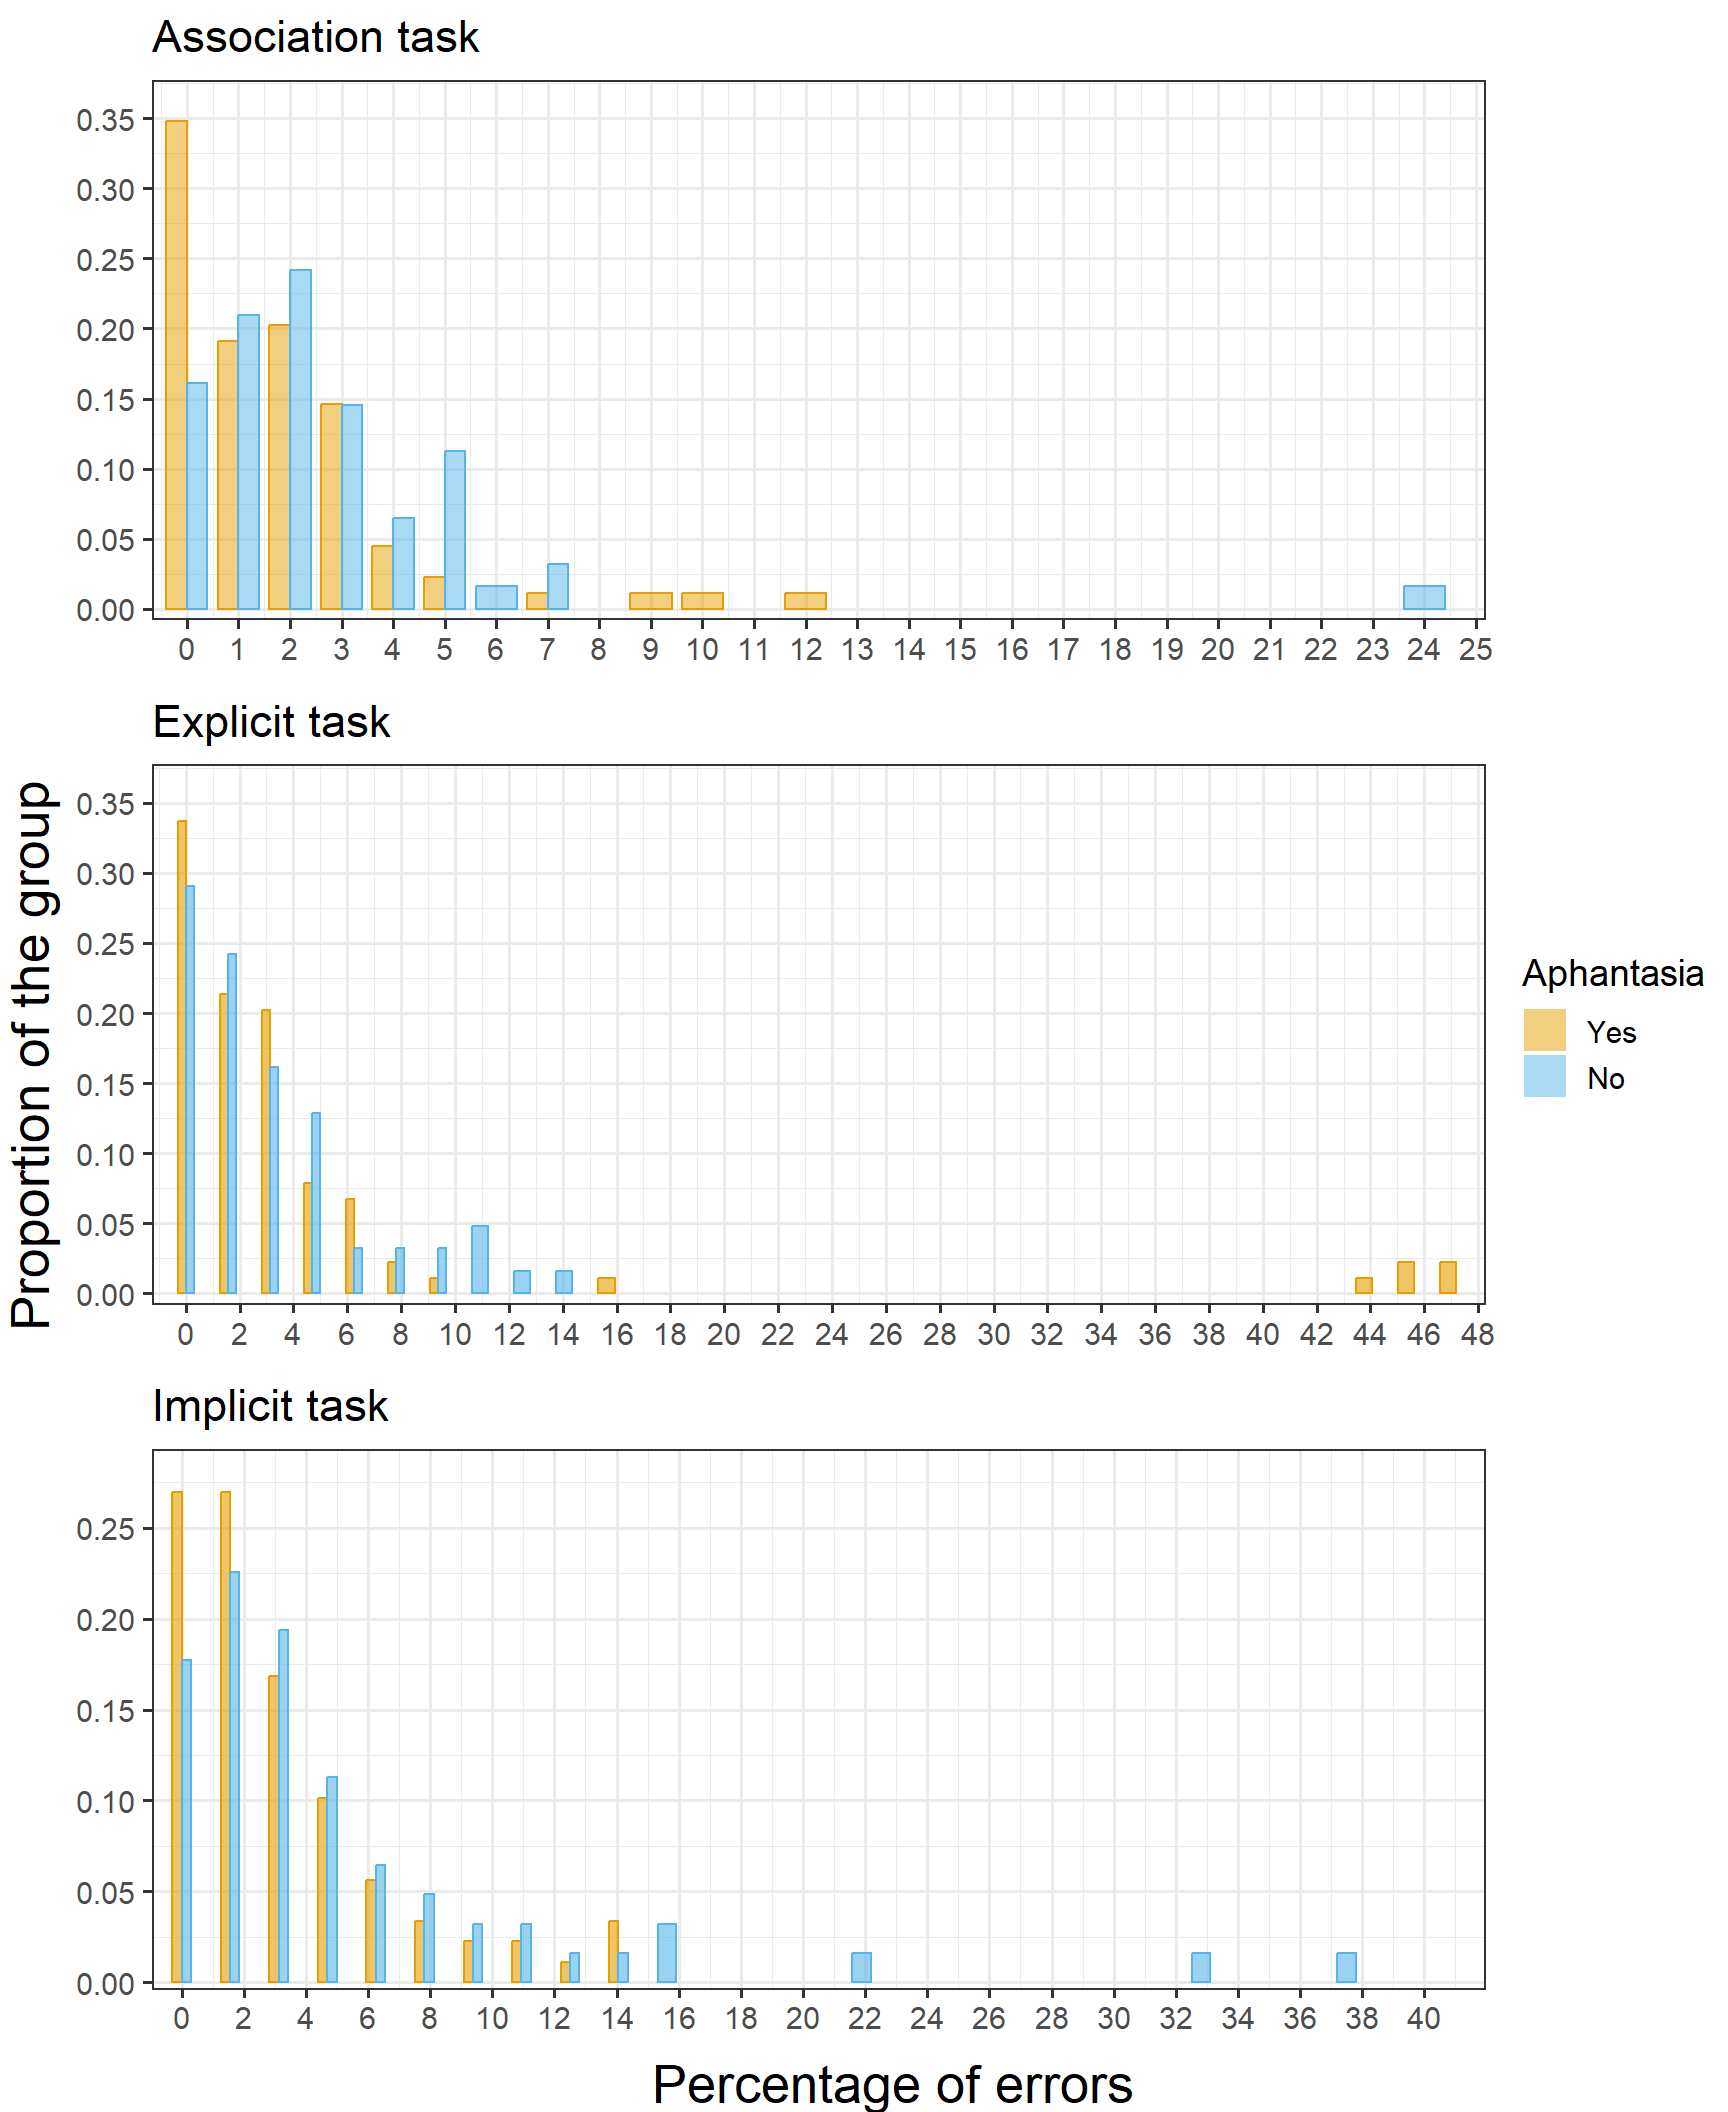 Association task
0.35
0.30
0.25
0.20
0.15
0.10
0.05
0.00
0 1 2 3 4 5 6 7 8 9 10 11 12 13 14 15 16 17 18 19 20 21 22 23 24 25
Explicit task
Proportion of the group
0.35
0.30
0.25
0.20
0.15
0.10
0.05
0.00
0 2 4 6 8 10 12 14 16 18 20 22 24 26 28 30 32 34 36 38 40 42 44 46 48
Aphantasia
Yes
No
Implicit task
0.25
0.20
0.15
0.10
0.05
0.00
0 2 4 6 8 10 12 14 16 18 20 22 24 26 28 30 32 34 36 38 40
Percentage of errors